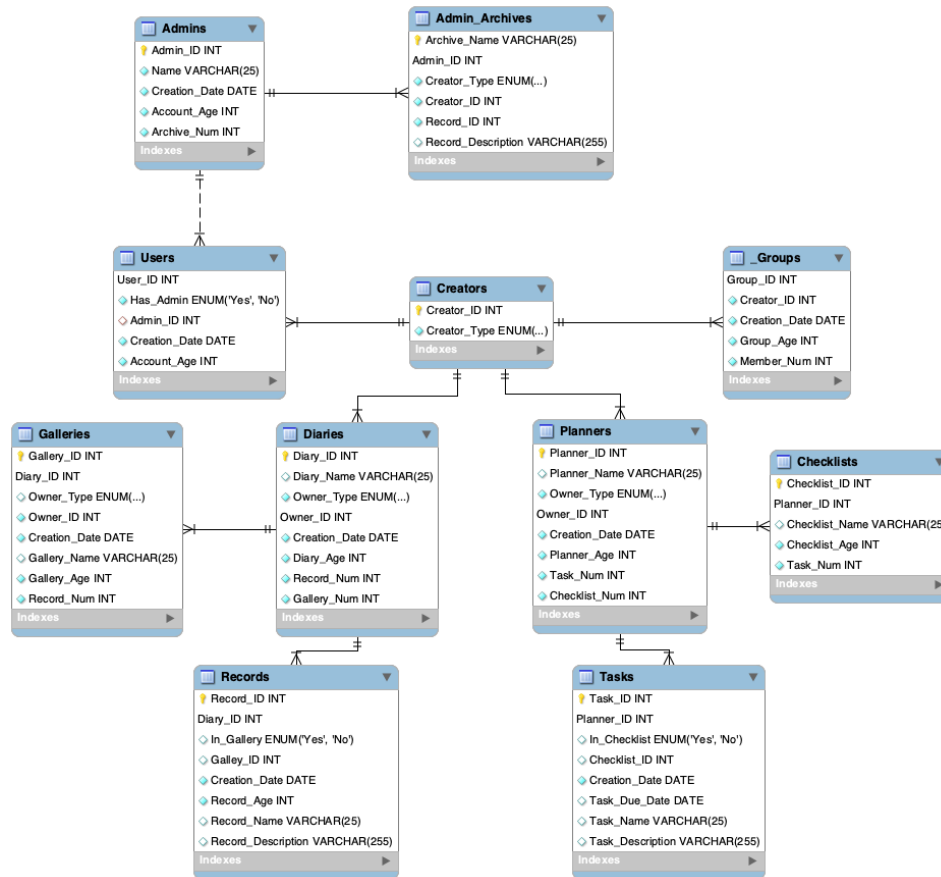 Admins
Admin_ID INT
Name VARCHAR(25)
Creation_Date DATE
Account_Age INT
Archive_Num INT
Indexes
Admin_Archives
Archive_Name VARCHAR(25)
Admin_ID INT
Creator_Type ENUM(...)
Creator_ID INT
Record_ID INT
Record_Description VARCHAR(255)
Indexes
Users
User_ID INT
Has_Admin ENUM('Yes', 'No')
Admin_ID INT
Creation_Date DATE
Account_Age INT
Indexes
Creators
Creator_ID INT
Creator_Type ENUM(...)
Indexes
_Groups
Group_ID INT
Creator_ID INT
Creation_Date DATE
Group_Age INT
Member_Num INT
Indexes
Galleries
Gallery_ID INT
Diary_ID INT
Owner_Type ENUM(...)
Owner_ID INT
Creation_Date DATE
Gallery_Name VARCHAR(25)
Gallery_Age INT
Record_Num INT
Indexes
Diaries
Diary_ID INT
Diary_Name VARCHAR(25)
Owner_Type ENUM(...)
Owner_ID INT
Creation_Date DATE
Diary_Age INT
Record_Num INT
Gallery_Num INT
Indexes
Planners
Planner_ID INT
Planner_Name VARCHAR(25)
Owner_Type ENUM(...)
Owner_ID INT
Creation_Date DATE
Planner_Age INT
Task_Num INT
Checklist_Num INT
Indexes
Checklists
Checklist_ID INT
Planner_ID INT
Checklist_Name VARCHAR(25
Checklist_Age INT
Task_Num INT
Indexes
Records
Record_ID INT
Diary_ID INT
In_Gallery ENUM('Yes', 'No')
Galley_ID INT
Creation_Date DATE
Record_Age INT
Record_Name VARCHAR(25)
Record_Description VARCHAR(255)
Indexes
Tasks
Task_ID INT
Planner_ID INT
In_Checklist ENUM('Yes', 'No')
Checklist_ID INT
Creation_Date DATE
Task_Due_Date DATE
Task_Name VARCHAR(25)
Task_Description VARCHAR(255)
Indexes